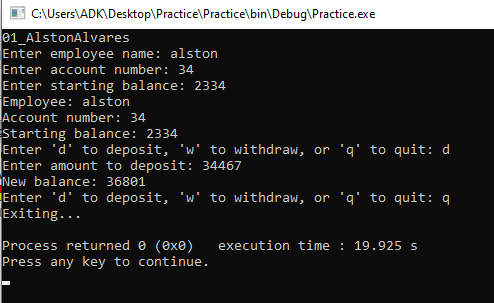 C:\Users\ADK\Desktop\Practice\Practice\bin\Debug\Practice.exe
01_AlstonAlvares
Enter employee name: alston
Enter account number: 34
Enter starting balance: 2334
Employee: alston
Account number: 34
Starting balance: 2334
Enter 'd' to deposit, 'w' to withdraw, or 'q' to quit: d
Enter amount to deposit: 34467
New balance: 36801
Enter 'd' to deposit, 'w' to withdraw, or 'q' to quit: q
Exiting...
Process returned 0 (0x0)   execution time : 19.925 s
Press any key to continue.